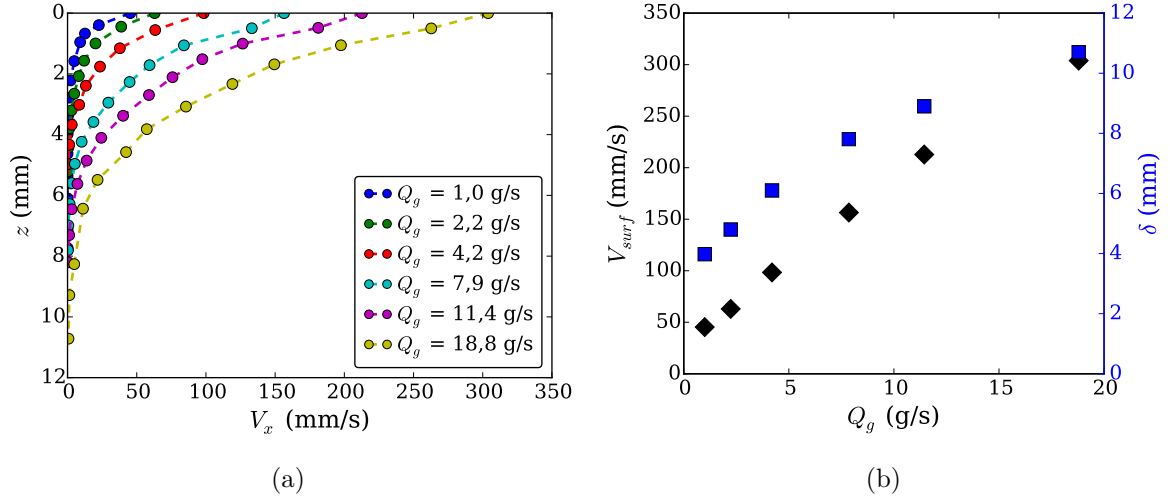 0
2
4
6
8
10
12
z (mm)
0 50 100 150 200 250 300 350
V_x (mm/s)
Q_g = 1,0 g/s
Q_g = 2,2 g/s
Q_g = 4,2 g/s
Q_g = 7,9 g/s
Q_g = 11,4 g/s
Q_g = 18,8 g/s
(a)
350
300
250
200
150
100
50
0
V_surf (mm/s)
0 5 10 15 20
Q_g (g/s)
12
10
8
6
4
2
0
δ (mm)
(b)